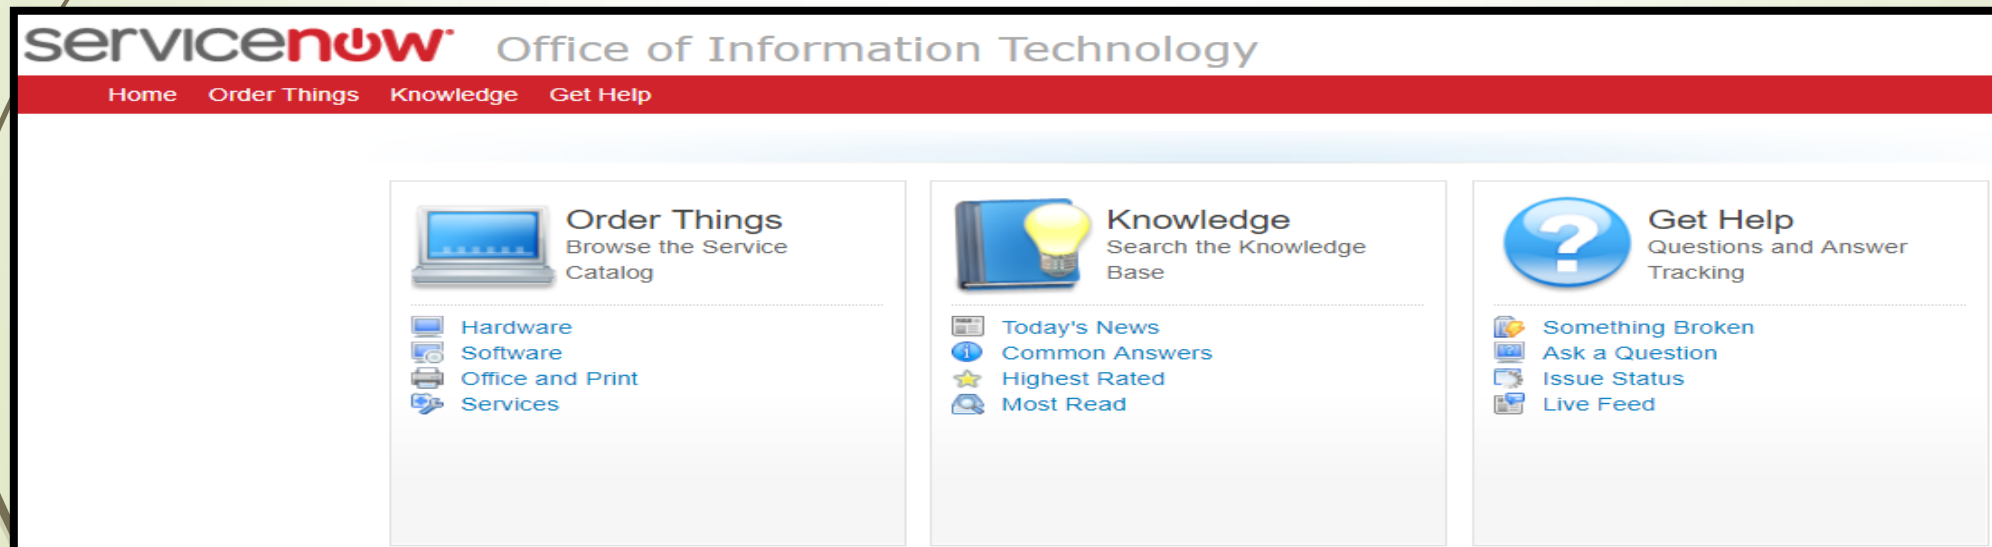 servicenow Office of Information Technology
Home Order Things Knowledge Get Help
Order Things
Browse the Service
Catalog
Hardware
Software
Office and Print
Services
Knowledge
Search the Knowledge
Base
Today's News
Common Answers
Highest Rated
Most Read
Get Help
Questions and Answer
Tracking
Something Broken
Ask a Question
Issue Status
Live Feed